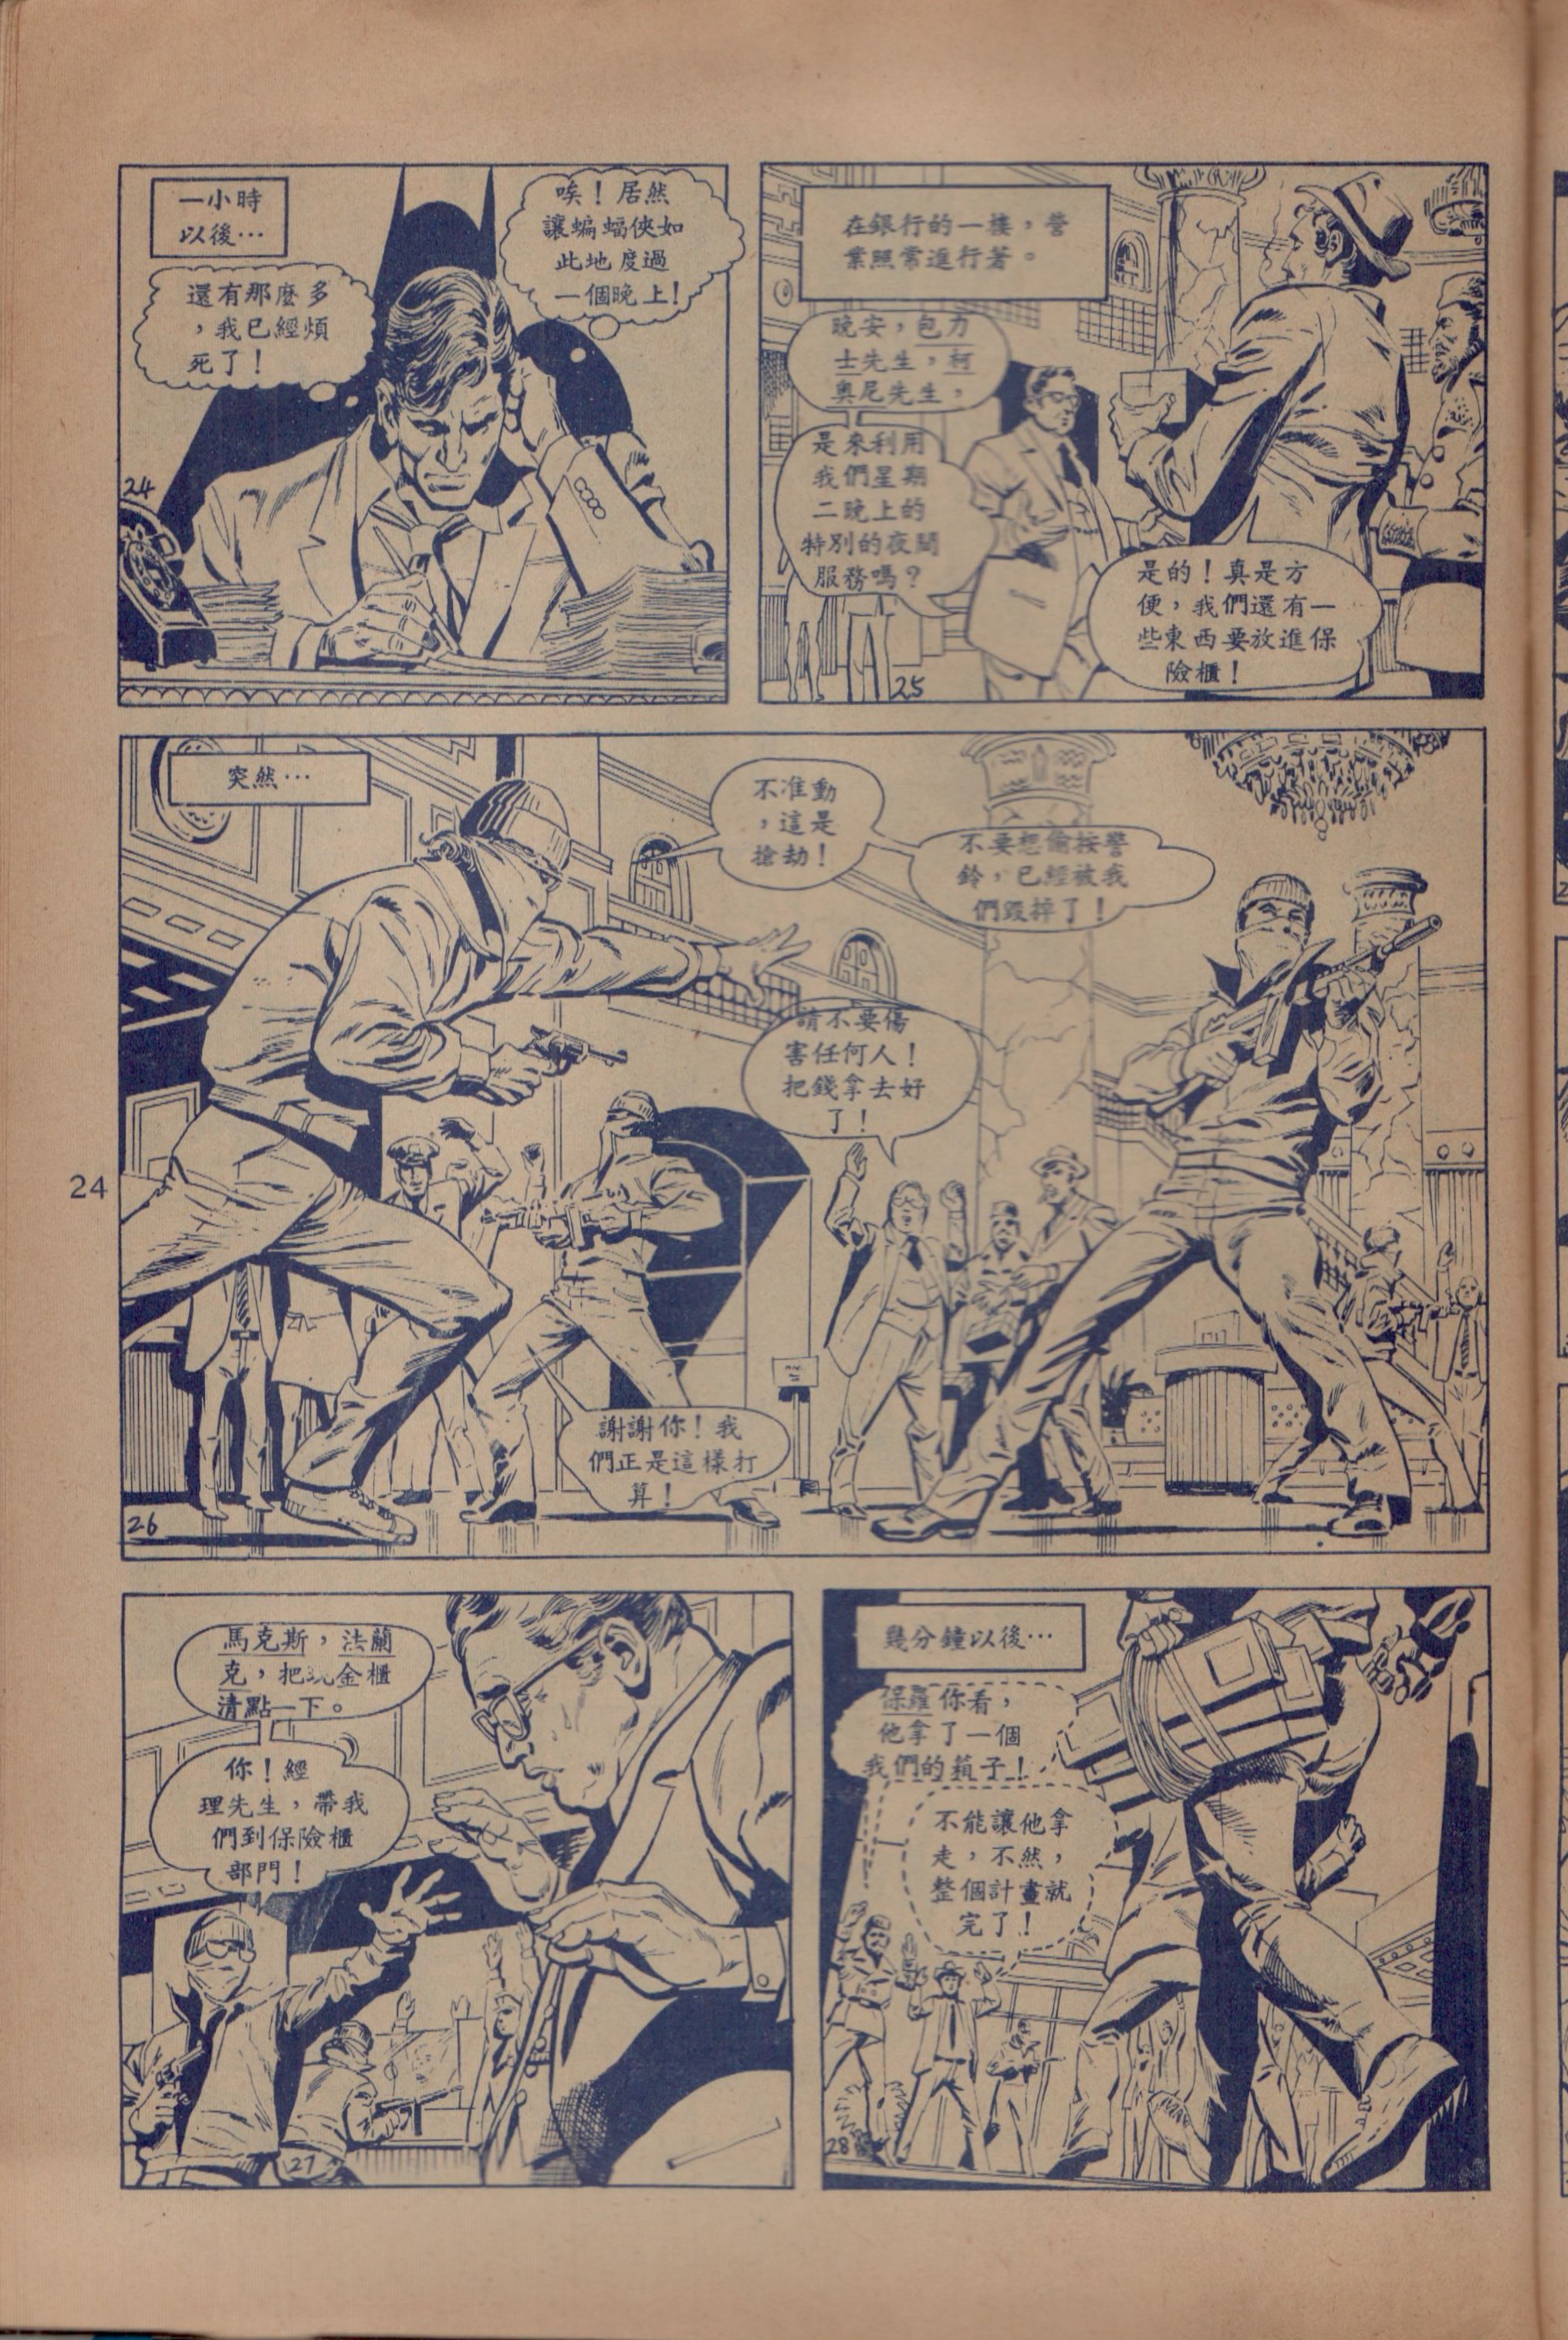 一小時
以後…
還有那麼多
，我已經煩
死了！
唉！居然
讓蝙蝠俠如
此地度過
一個晚上！
24
在銀行的一樓，營
業照常進行著。
晚安，包力
士先生，柯
奧尼先生，
是來利用
我們星期
二晚上的
特別的夜間
服務嗎？
是的！真是方
便，我們還有一
些東西要放進保
險櫃！
25
突然…
不准動
，這是
搶劫！
不要想偷按警
鈴，已經被我
們毀掉了！
請不要傷
害任何人！
把錢拿去好
了！
謝謝你！我
們正是這樣打
算！
26
24
馬克斯，法蘭
克，把現金櫃
清點一下。
你！經
理先生，帶我
們到保險櫃
部門！
27
幾分鐘以後…
保羅你看，
他拿了一個
我們的箱子！
不能讓他拿
走，不然，
整個計畫就
完了！
28